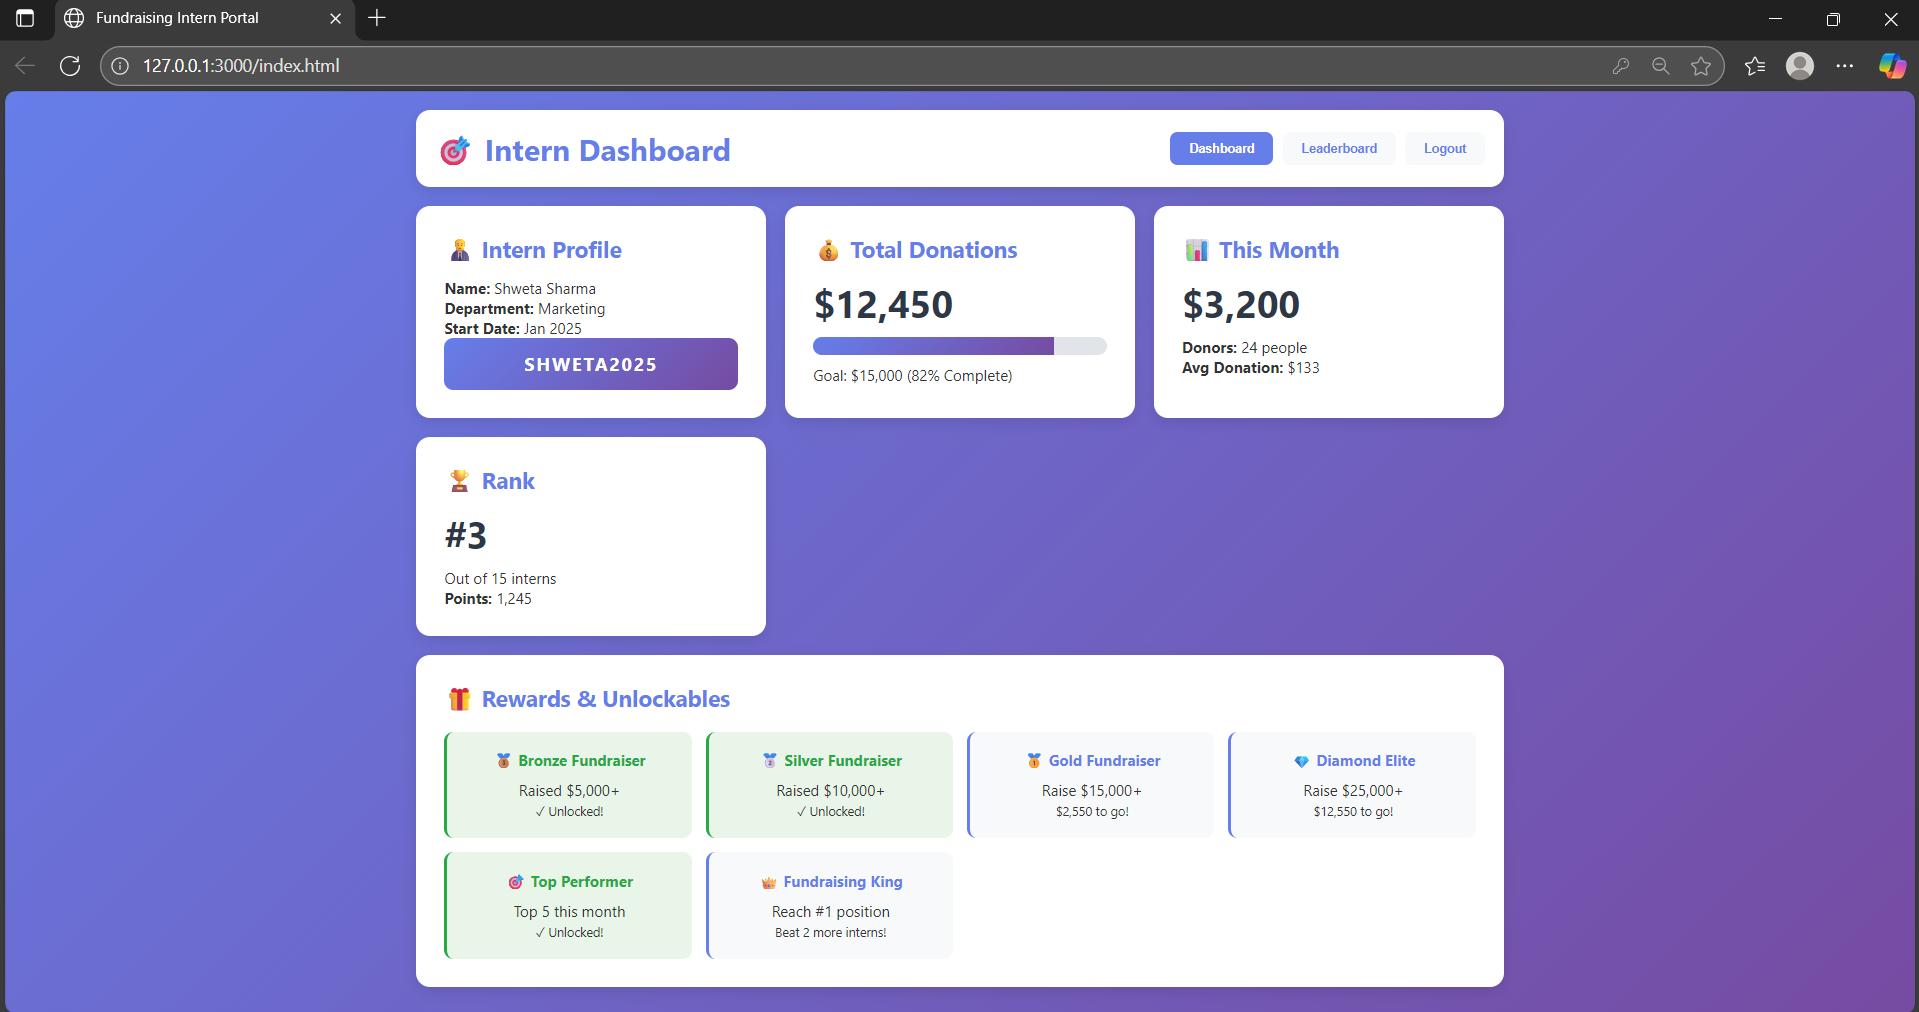 Fundraising Intern Portal
127.0.0.1:3000/index.html
Intern Dashboard
Dashboard
Leaderboard
Logout
Intern Profile
Name: Shweta Sharma
Department: Marketing
Start Date: Jan 2025
SHWETA2025
Total Donations
$12,450
Goal: $15,000 (82% Complete)
This Month
$3,200
Donors: 24 people
Avg Donation: $133
Rank
#3
Out of 15 interns
Points: 1,245
Rewards & Unlockables
Bronze Fundraiser
Raised $5,000+
✓ Unlocked!
Silver Fundraiser
Raised $10,000+
✓ Unlocked!
Gold Fundraiser
Raise $15,000+
$2,550 to go!
Diamond Elite
Raise $25,000+
$12,550 to go!
Top Performer
Top 5 this month
✓ Unlocked!
Fundraising King
Reach #1 position
Beat 2 more interns!